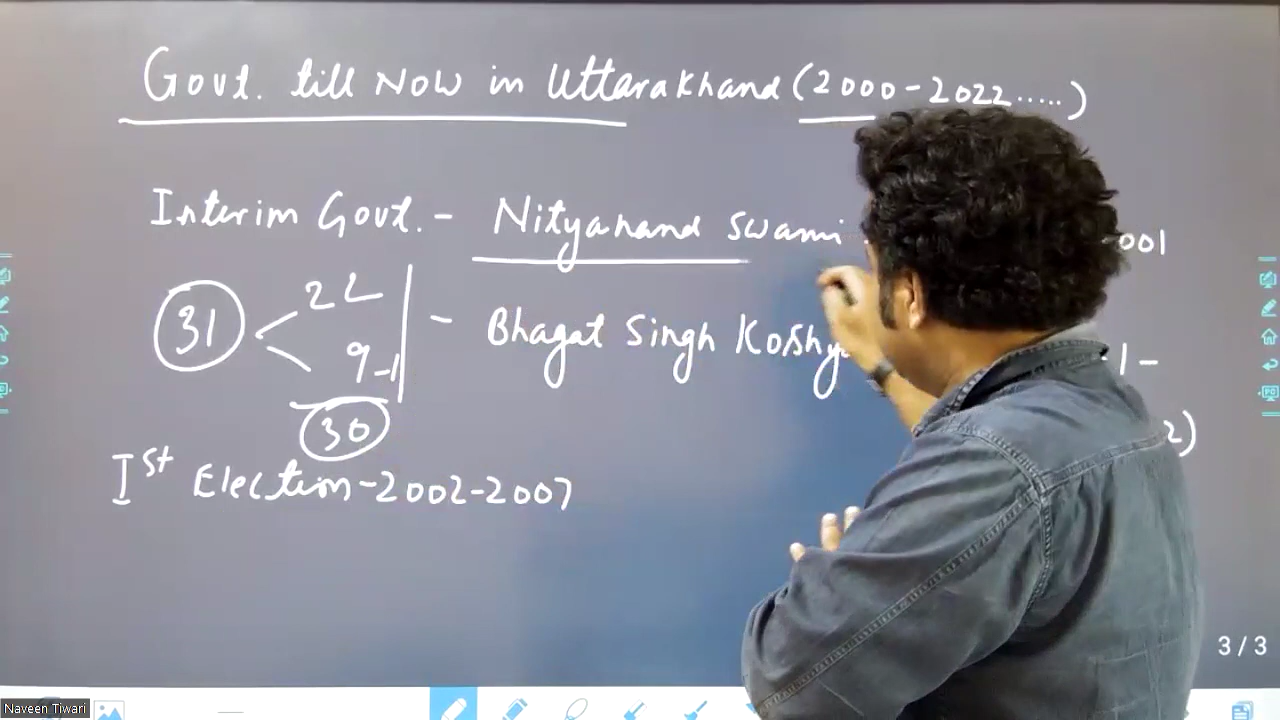 Govt. till Now in Uttarakhand (2000-2022.....)
Interim Govt. - Nityanand Swami 001
31 22
9-1
30
- Bhagat Singh Koshya 1-
2)
Ist Election-2002-2007
3 / 3
Naveen Tiwari